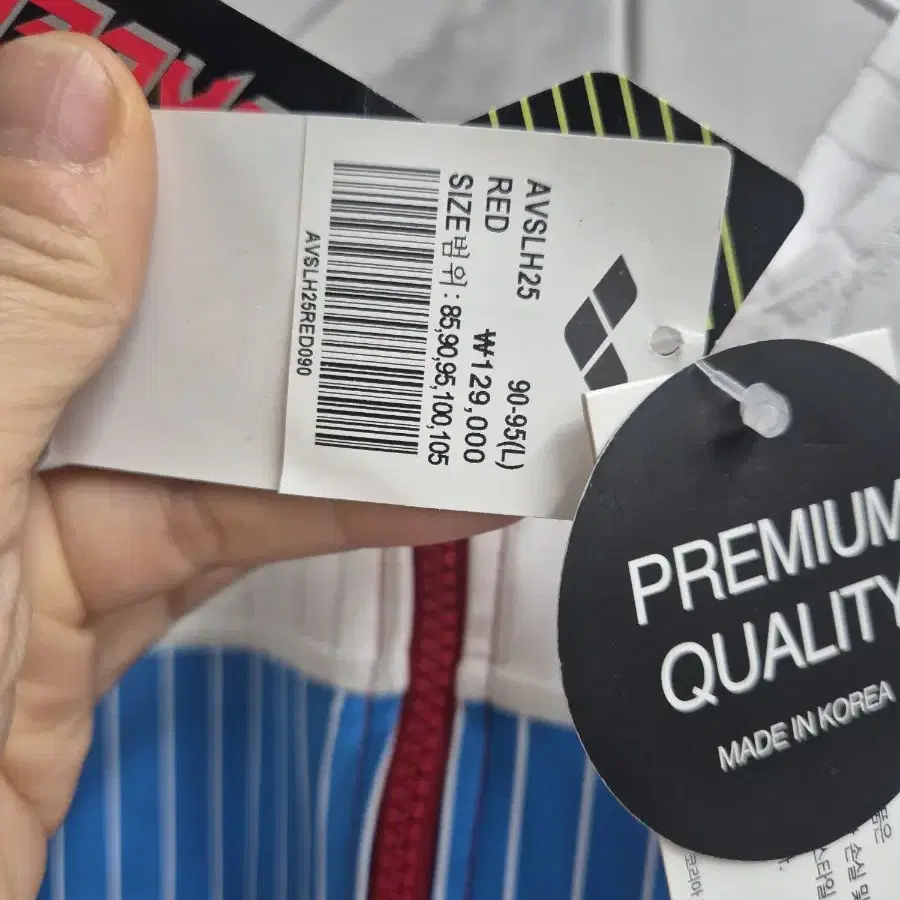 AVSLH25 90-95(L)
RED ₩129,000
SIZE범위:85,90,95,100,105
AVSLH25RED090
PREMIUM
QUALITY
MADE IN KOREA